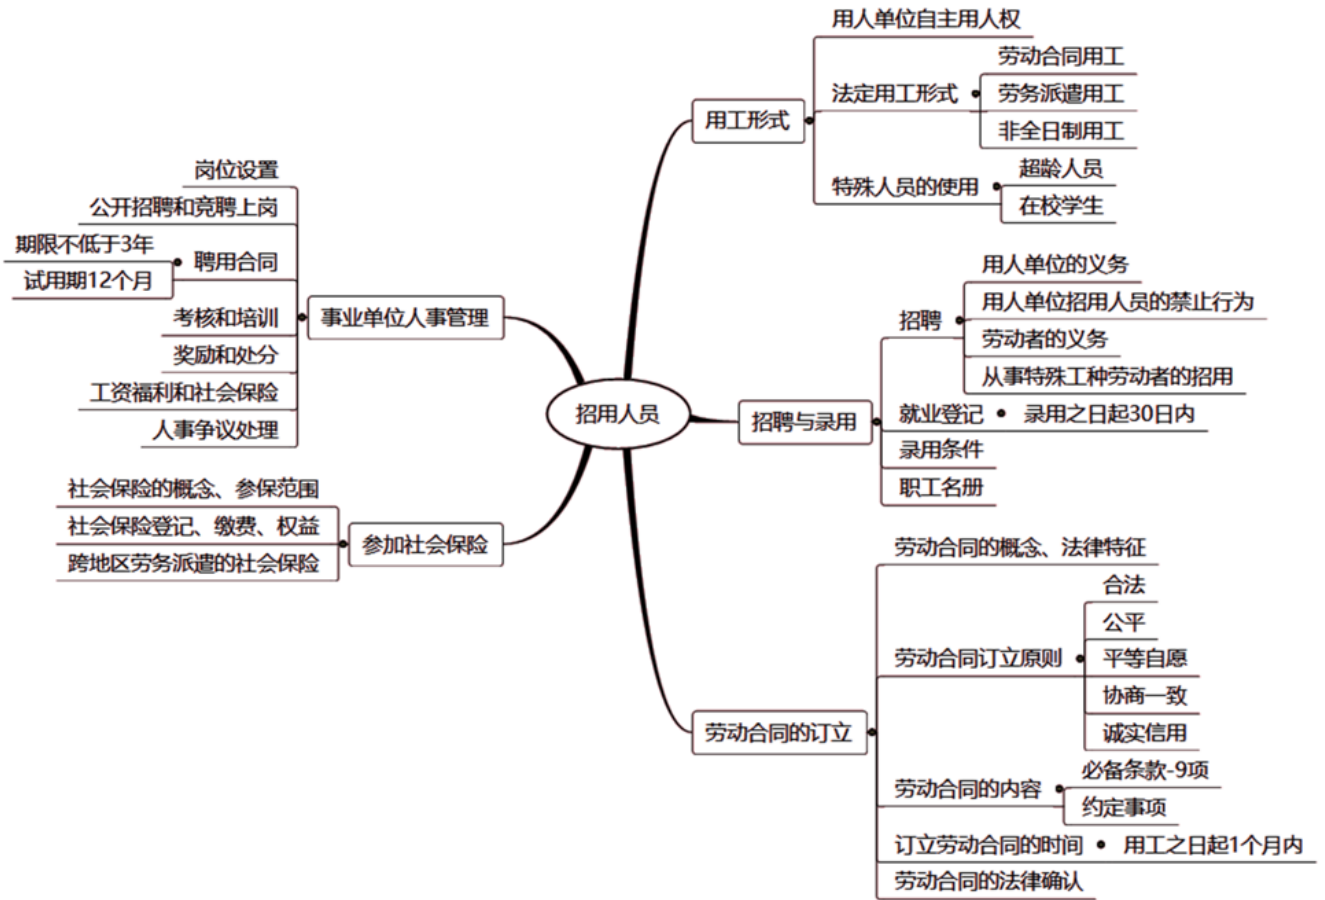 招用人员
用工形式
用人单位自主用人权
法定用工形式
劳动合同用工
劳务派遣用工
非全日制用工
特殊人员的使用
超龄人员
在校学生
招聘与录用
招聘
用人单位的义务
用人单位招用人员的禁止行为
劳动者的义务
从事特殊工种劳动者的招用
就业登记
录用之日起30日内
录用条件
职工名册
劳动合同的订立
劳动合同的概念、法律特征
劳动合同订立原则
合法
公平
平等自愿
协商一致
诚实信用
劳动合同的内容
必备条款-9项
约定事项
订立劳动合同的时间
用工之日起1个月内
劳动合同的法律确认
事业单位人事管理
岗位设置
公开招聘和竞聘上岗
聘用合同
期限不低于3年
试用期12个月
考核和培训
奖励和处分
工资福利和社会保险
人事争议处理
参加社会保险
社会保险的概念、参保范围
社会保险登记、缴费、权益
跨地区劳务派遣的社会保险